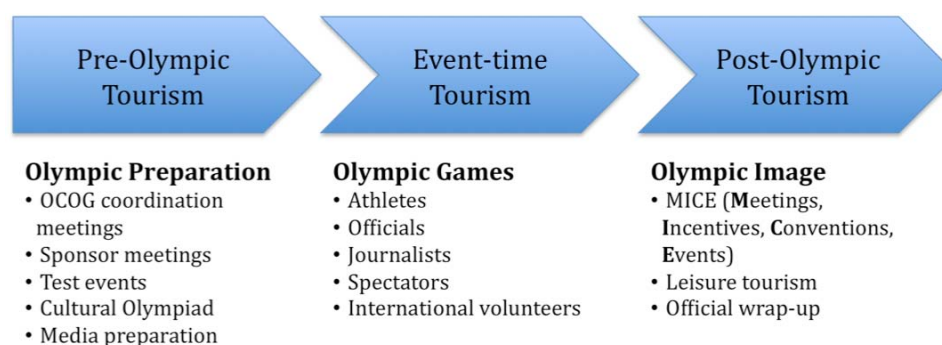 Pre-Olympic
Tourism
Event-time
Tourism
Post-Olympic
Tourism
Olympic Preparation
• OCOG coordination
meetings
• Sponsor meetings
• Test events
• Cultural Olympiad
• Media preparation
Olympic Games
• Athletes
• Officials
• Journalists
• Spectators
• International volunteers
Olympic Image
• MICE (Meetings,
Incentives, Conventions,
Events)
• Leisure tourism
• Official wrap-up